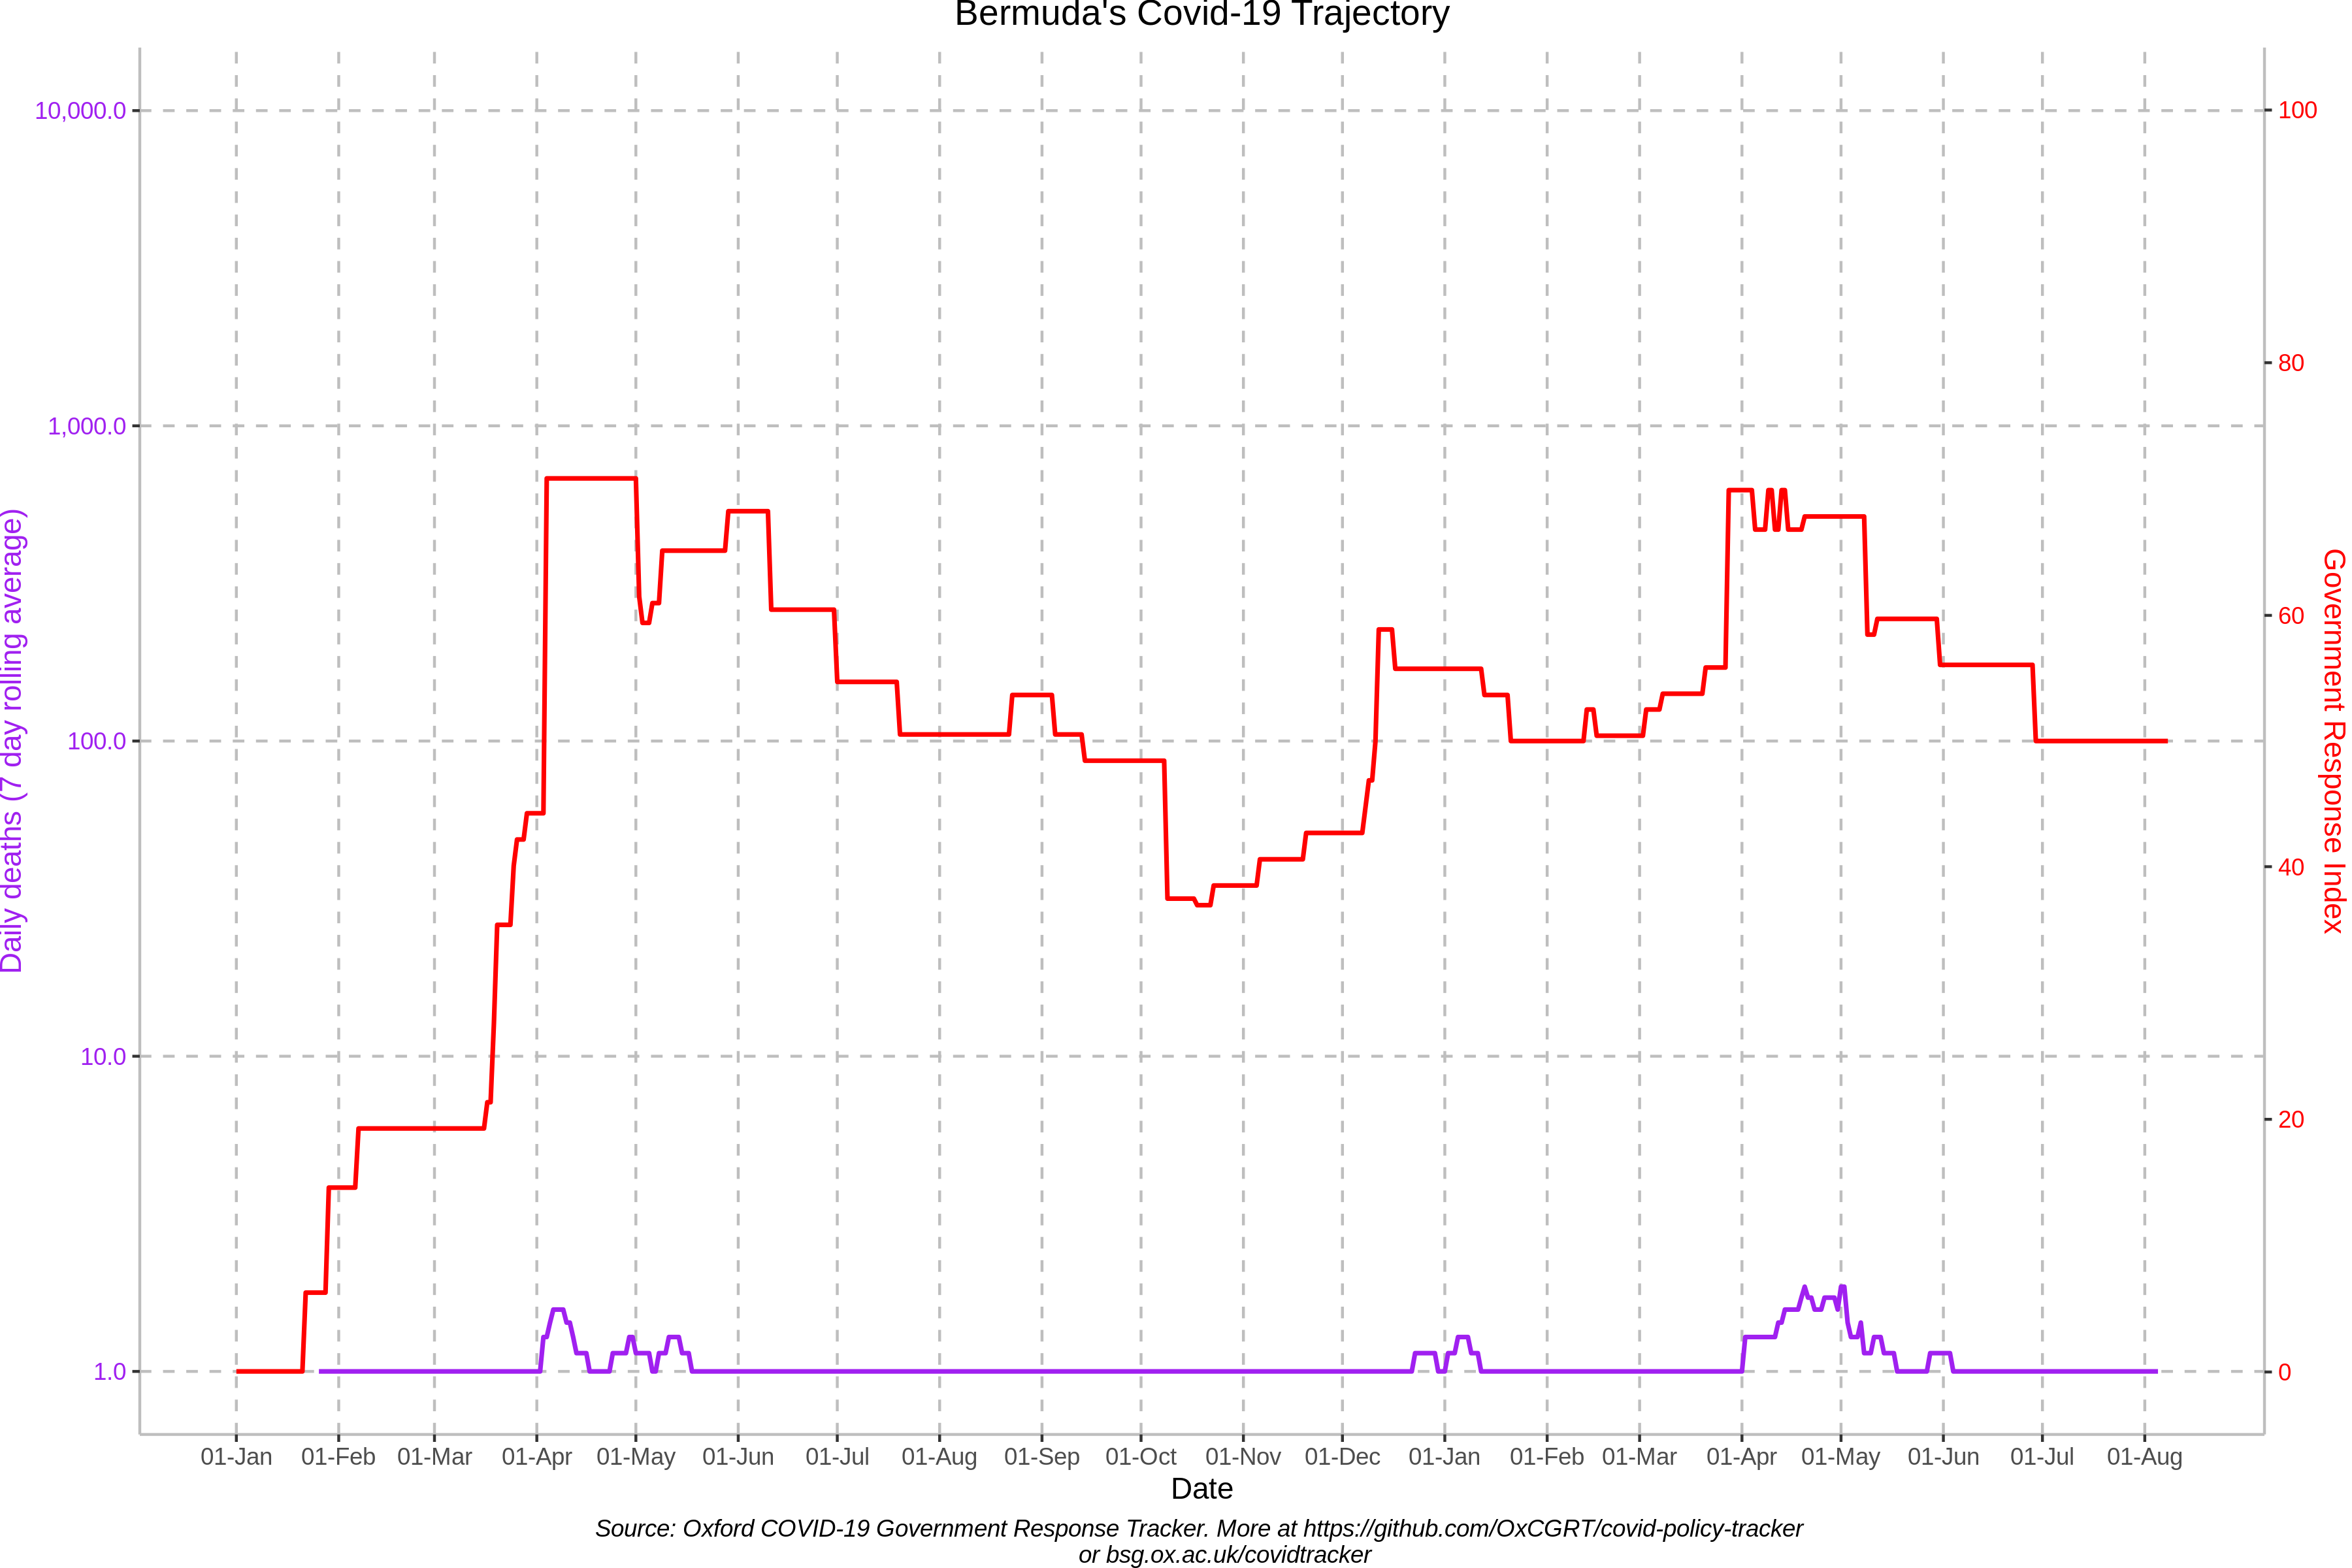 Bermuda's Covid-19 Trajectory
10,000.0
1,000.0
100.0
10.0
1.0
Daily deaths (7 day rolling average)
100
80
60
40
20
0
Government Response Index
01-Jan 01-Feb 01-Mar 01-Apr 01-May 01-Jun 01-Jul 01-Aug 01-Sep 01-Oct 01-Nov 01-Dec 01-Jan 01-Feb 01-Mar 01-Apr 01-May 01-Jun 01-Jul 01-Aug
Date
Source: Oxford COVID-19 Government Response Tracker. More at https://github.com/OxCGRT/covid-policy-tracker
or bsg.ox.ac.uk/covidtracker